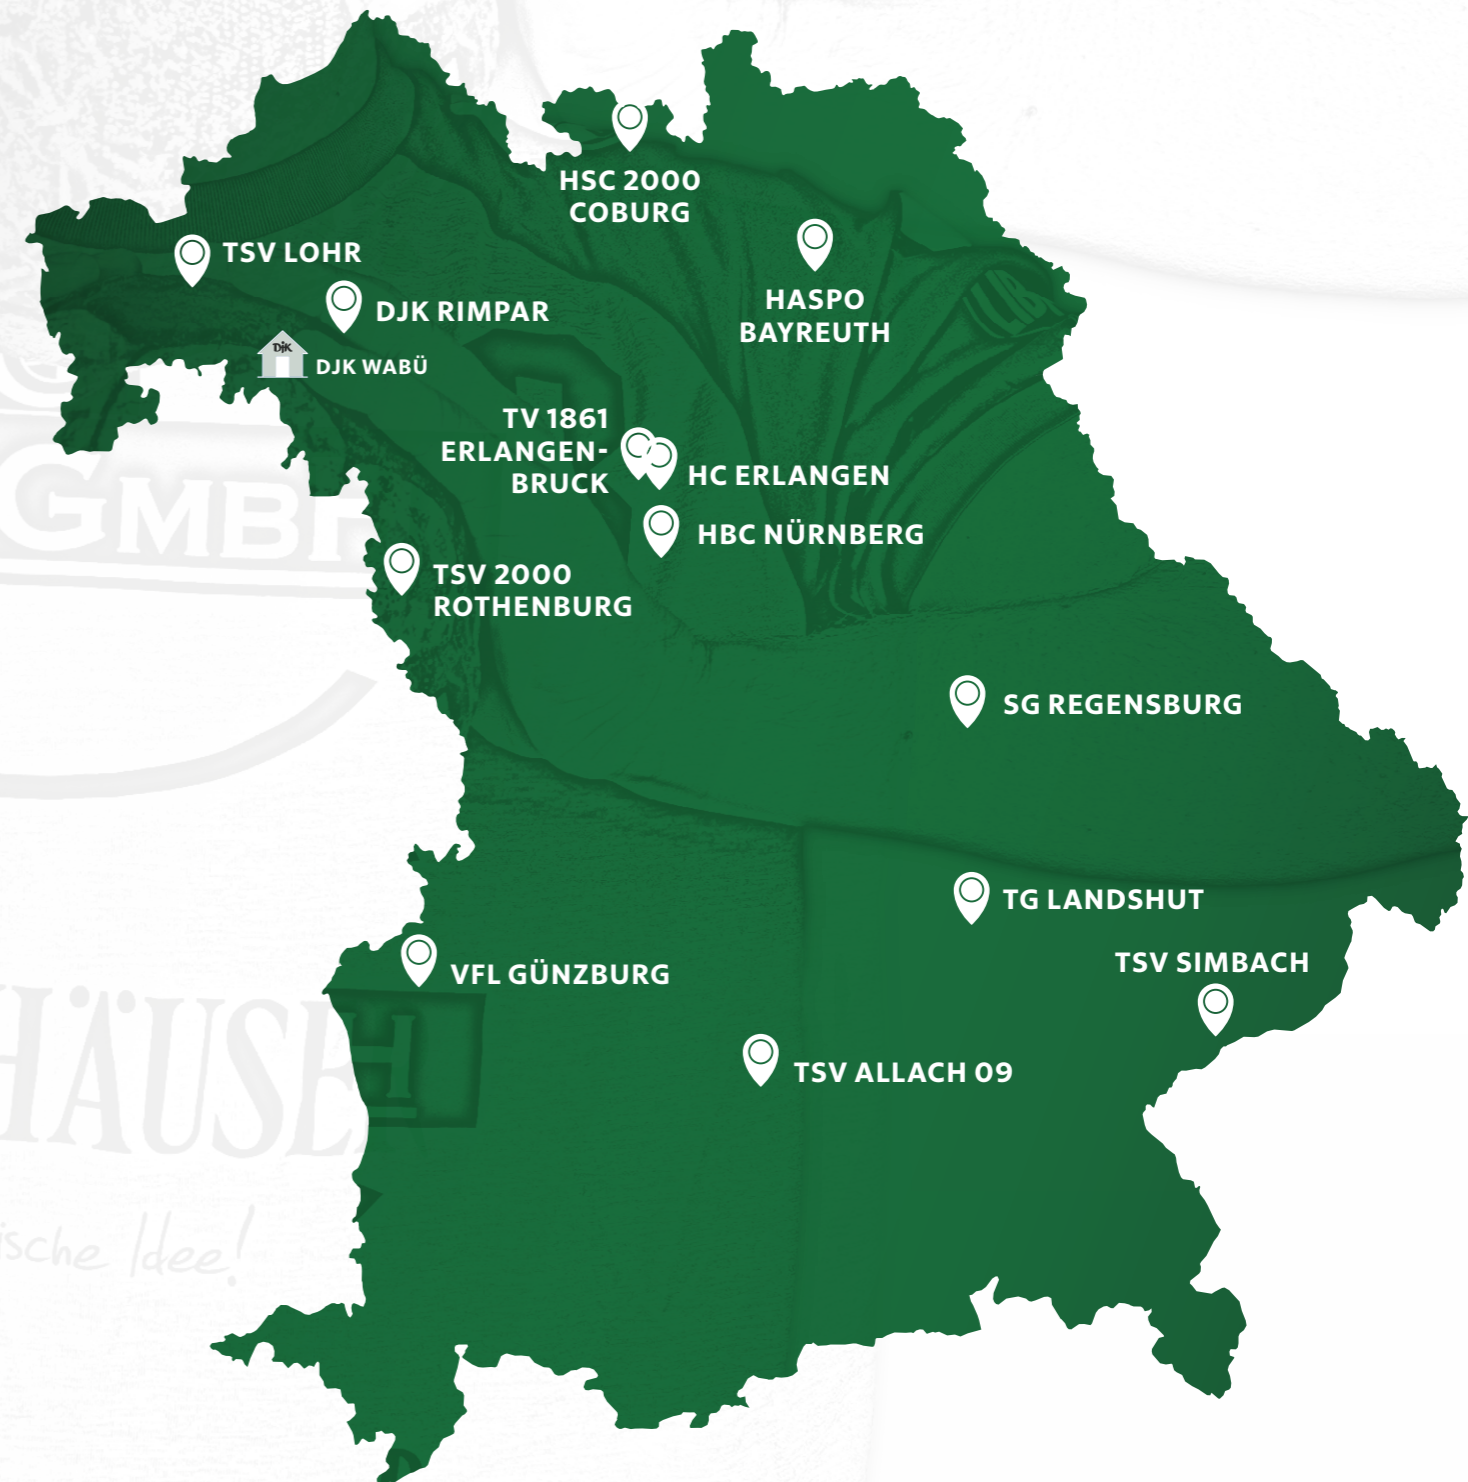 HSC 2000
COBURG
TSV LOHR
HASPO
BAYREUTH
DJK RIMPAR
DJK
DJK WABÜ
TV 1861
ERLANGEN-
BRUCK
HC ERLANGEN
GMBH
HBC NÜRNBERG
TSV 2000
ROTHENBURG
SG REGENSBURG
TG LANDSHUT
TSV SIMBACH
VFL GÜNZBURG
HÄUSER
H
TSV ALLACH 09
ische Idee!